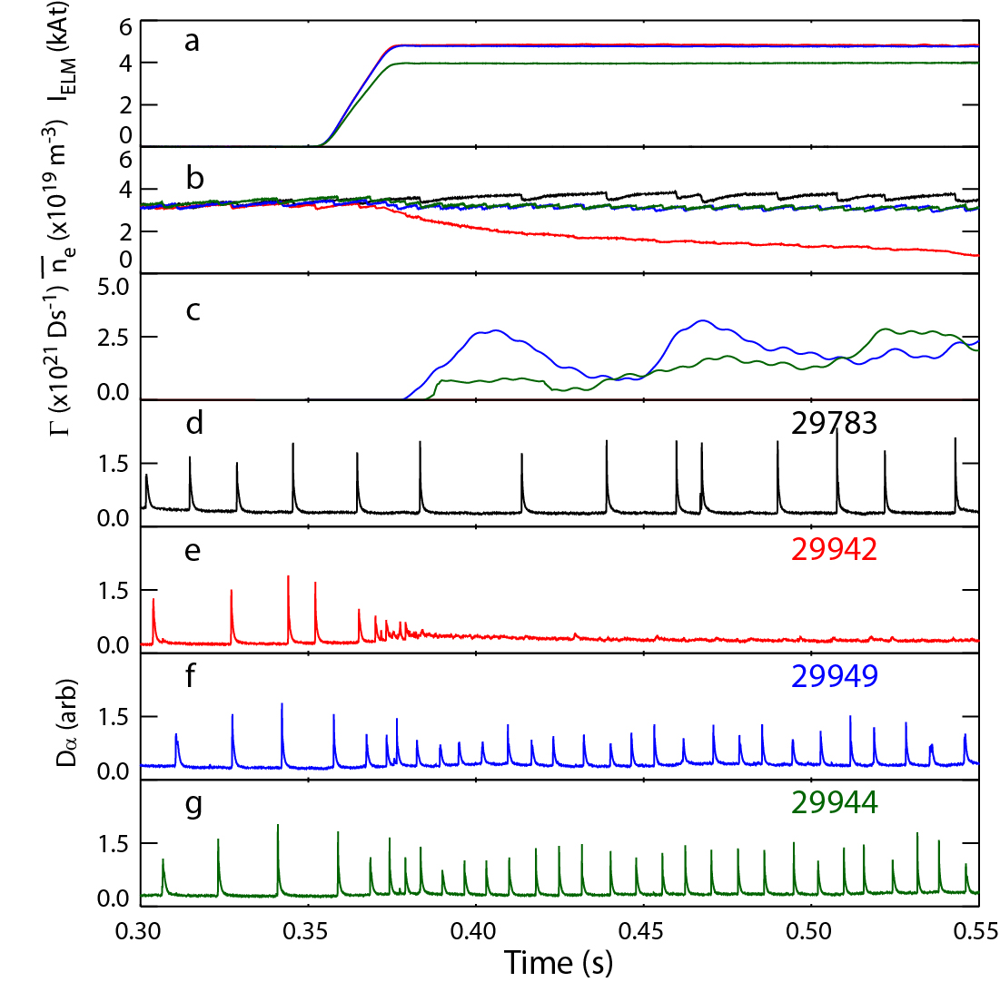 I_ELM (kAt)
6
4
2
0
a
n̅_e (x10^19 m^-3)
6
4
2
0
b
Γ (x10^21 Ds^-1)
5.0
2.5
0.0
c
d
29783
1.5
0.0
e
29942
1.5
0.0
Dα (arb)
f
29949
1.5
0.0
g
29944
1.5
0.0
0.30 0.35 0.40 0.45 0.50 0.55
Time (s)